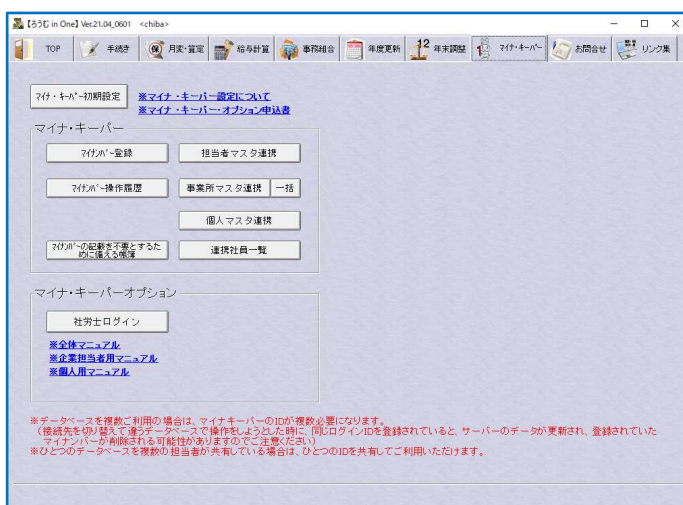 【ろうむ in One】 Ver.21.04_0601 <chiba>
TOP 手続き 月変・算定 給与計算 事務組合 年度更新 12 年末調整 マイナ・キーパー お問合せ リンク集
マイナ・キーパー初期設定
※マイナ・キーパー設定について
※マイナ・キーパー・オプション申込書
マイナ・キーパー
マイナンバー登録 担当者マスタ連携
マイナンバー操作履歴 事業所マスタ連携 一括
個人マスタ連携
マイナンバーの記載を不要とするた
めに備える帳簿
連携社員一覧
マイナ・キーパーオプション
社労士ログイン
※全体マニュアル
※企業担当者用マニュアル
※個人用マニュアル
※データベースを複数ご利用の場合は、マイナキーパーのIDが複数必要になります。
（接続先を切り替えて違うデータベースで操作をしようとした時に、同じログインIDを登録されていると、サーバーのデータが更新され、登録されていた
マイナンバーが削除される可能性がありますのでご注意ください）
※ひとつのデータベースを複数の担当者が共有している場合は、ひとつのIDを共有してご利用いただけます。